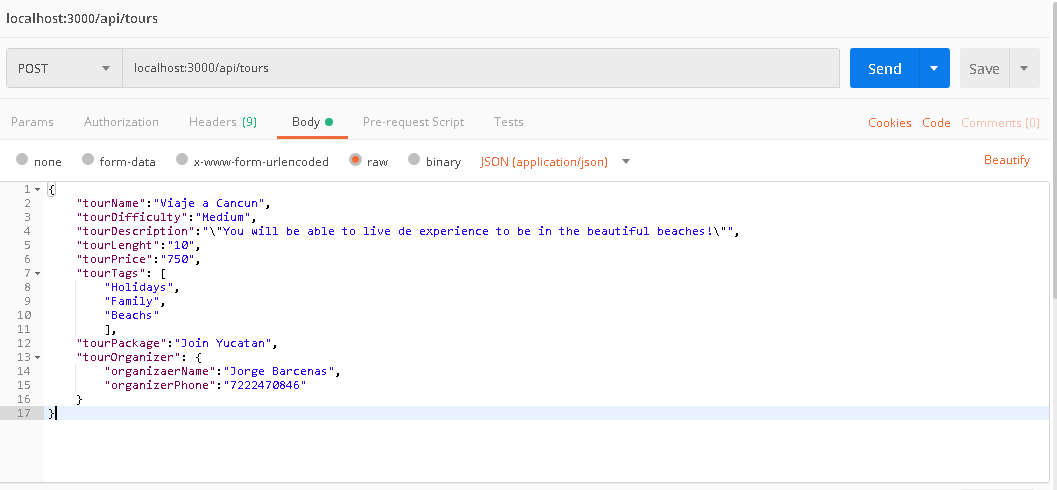 localhost:3000/api/tours
POST localhost:3000/api/tours Send Save
Params Authorization Headers (9) Body Pre-request Script Tests Cookies Code Comments (0)
none form-data x-www-form-urlencoded raw binary JSON (application/json) Beautify
1 {
2 "tourName":"Viaje a Cancun",
3 "tourDifficulty":"Medium",
4 "tourDescription":"\"You will be able to live de experience to be in the beautiful beaches!\"",
5 "tourLenght":"10",
6 "tourPrice":"750",
7 "tourTags": [
8 "Holidays",
9 "Family",
10 "Beachs"
11 ],
12 "tourPackage":"Join Yucatan",
13 "tourOrganizer": {
14 "organizaerName":"Jorge Barcenas",
15 "organizerPhone":"7222470846"
16 }
17 }